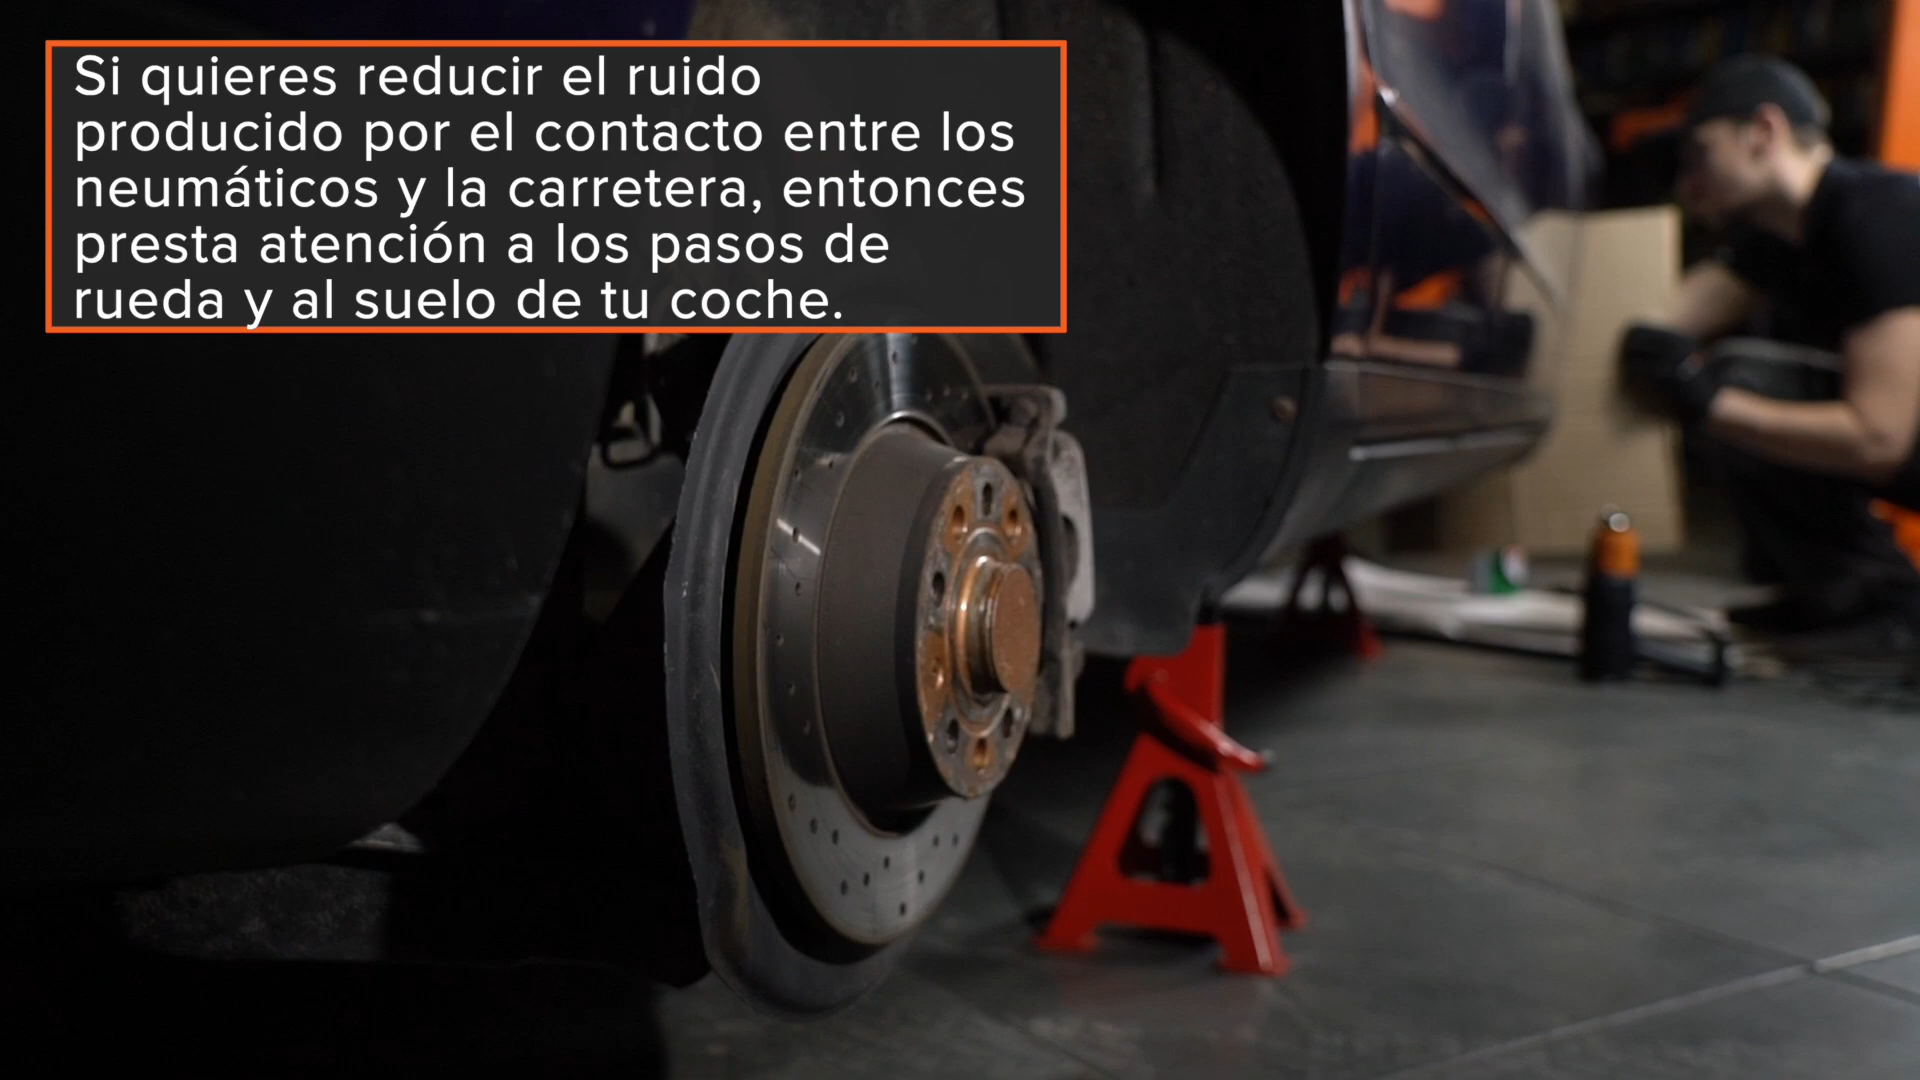 Si quieres reducir el ruido
producido por el contacto entre los
neumáticos y la carretera, entonces
presta atención a los pasos de
rueda y al suelo de tu coche.